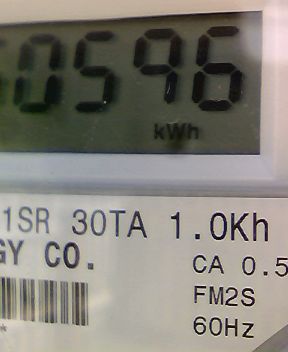 0596
kWh
1SR 30TA 1.0Kh
GY CO.
CA 0.5
FM2S
60Hz